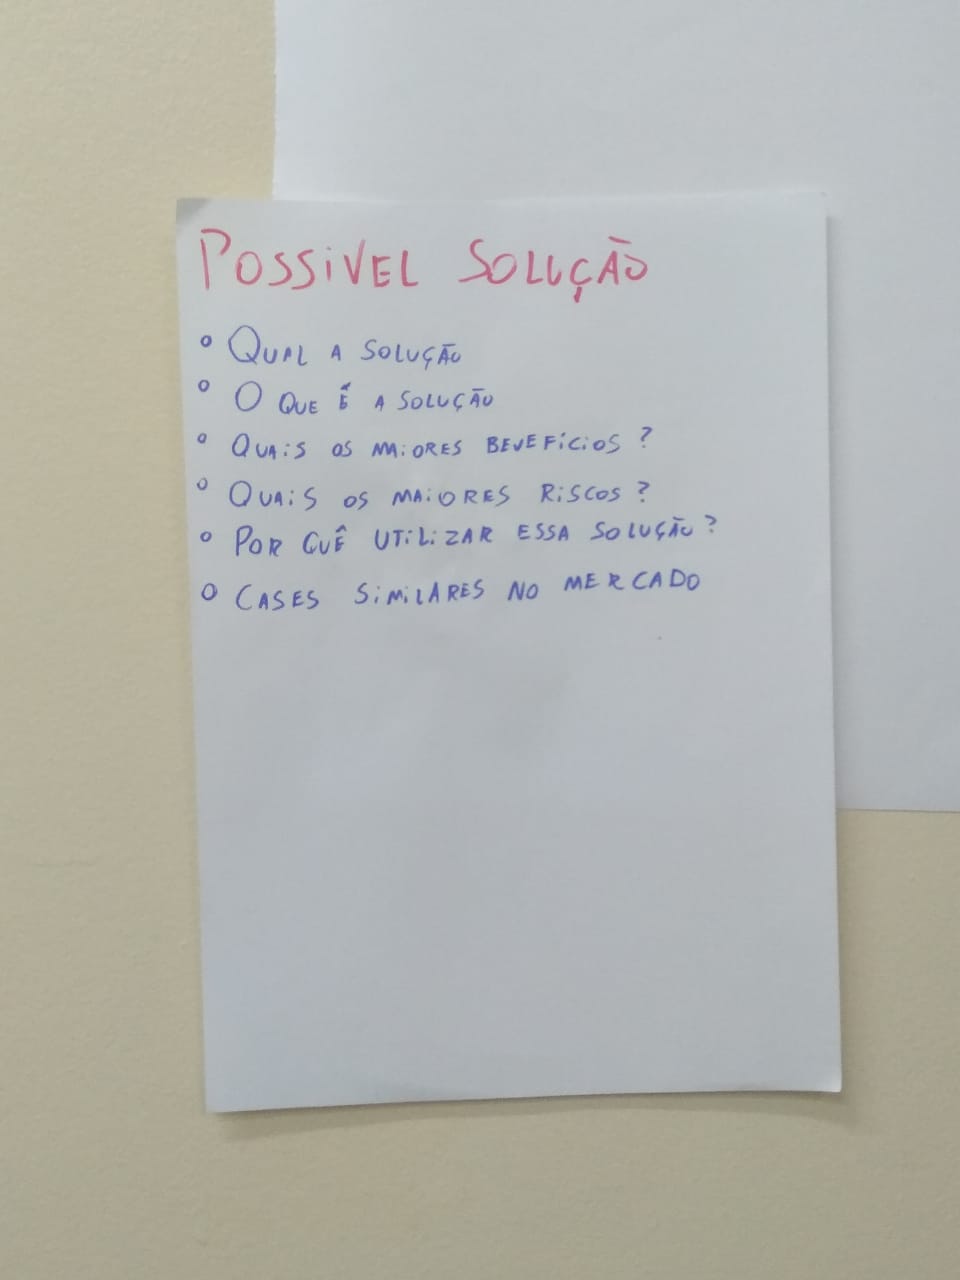 POSSIVEL SOLUÇÃO
o QUAL A SOLUÇÃO
o O QUE É A SOLUÇÃO
o QUAIS OS MAIORES BENEFÍCIOS ?
o QUAIS OS MAIORES RISCOS ?
o POR QUÊ UTILIZAR ESSA SOLUÇÃO ?
o CASES SIMILARES NO MERCADO